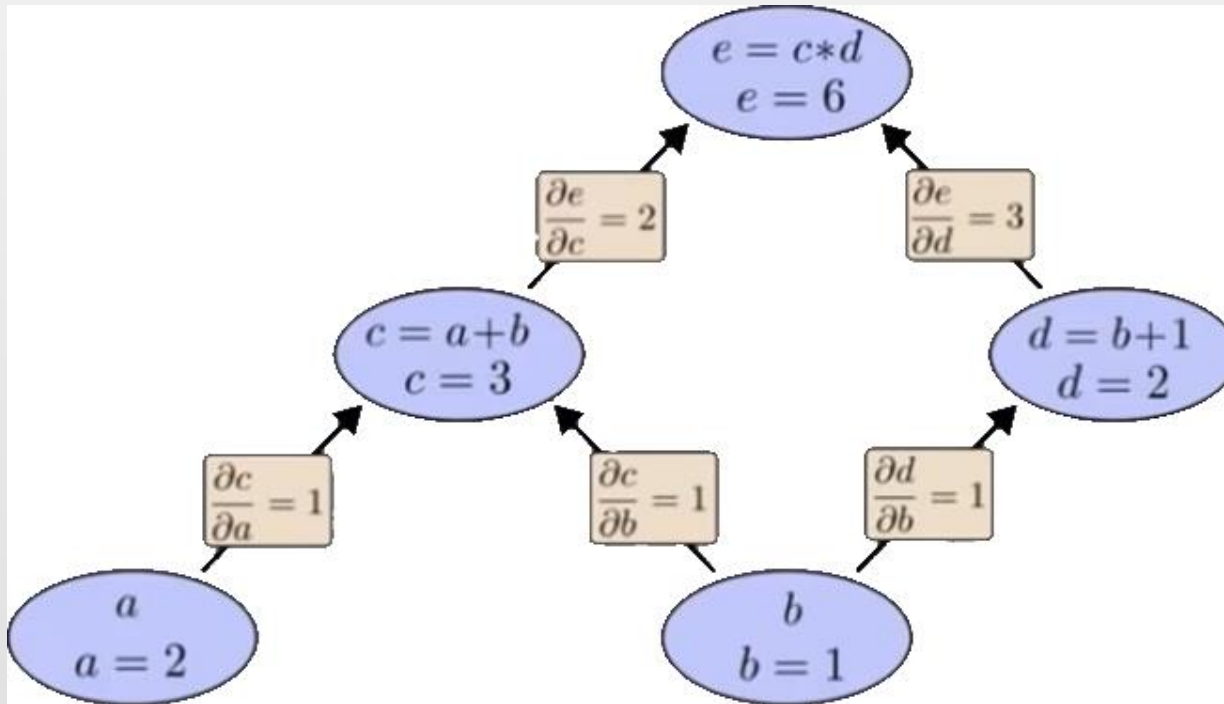 e = c*d
e = 6
∂e/∂c = 2
∂e/∂d = 3
c = a+b
c = 3
d = b+1
d = 2
∂c/∂a = 1
∂c/∂b = 1
∂d/∂b = 1
a
a = 2
b
b = 1